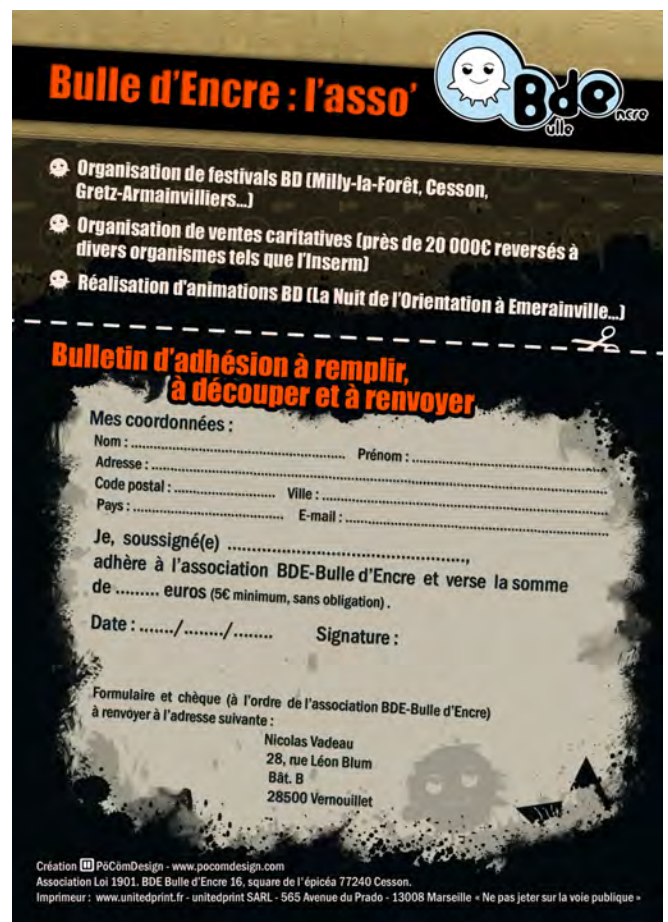 Bulle d'Encre : l'asso'
BdE
ulle
ncre
Organisation de festivals BD (Milly-la-Forêt, Cesson,
Gretz-Armainvilliers...)
Organisation de ventes caritatives (près de 20 000€ reversés à
divers organismes tels que l'Inserm)
Réalisation d'animations BD (La Nuit de l'Orientation à Emerainville...)
Bulletin d'adhésion à remplir,
à découper et à renvoyer
Mes coordonnées :
Nom : ........................................ Prénom : ........................................
Adresse : ........................................
Code postal : .................... Ville : ........................................
Pays : .................... E-mail : ........................................
Je, soussigné(e) ........................................,
adhère à l'association BDE-Bulle d'Encre et verse la somme
de ......... euros (5€ minimum, sans obligation) .
Date : ......./......../........ Signature :
Formulaire et chèque (à l'ordre de l'association BDE-Bulle d'Encre)
à renvoyer à l'adresse suivante :
Nicolas Vadeau
28, rue Léon Blum
Bât. B
28500 Vernouillet
Création PöCömDesign - www.pocomdesign.com
Association Loi 1901. BDE Bulle d'Encre 16, square de l'épicéa 77240 Cesson.
Imprimeur : www.unitedprint.fr - unitedprint SARL - 565 Avenue du Prado - 13008 Marseille « Ne pas jeter sur la voie publique »